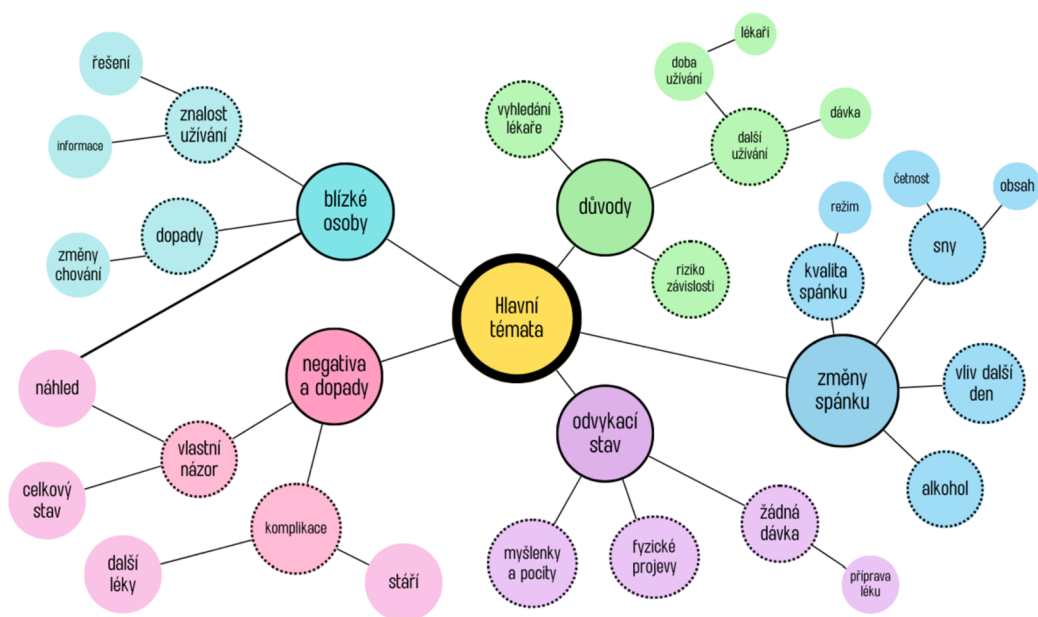 Hlavní
témata
blízké
osoby
znalost
užívání
řešení
informace
dopady
změny
chování
důvody
vyhledání
lékaře
další
užívání
doba
užívání
lékaři
dávka
riziko
závislosti
změny
spánku
kvalita
spánku
režim
sny
četnost
obsah
vliv další
den
alkohol
odvykací
stav
myšlenky
a pocity
fyzické
projevy
žádná
dávka
příprava
léku
negativa
a dopady
vlastní
názor
náhled
celkový
stav
komplikace
další
léky
stáří